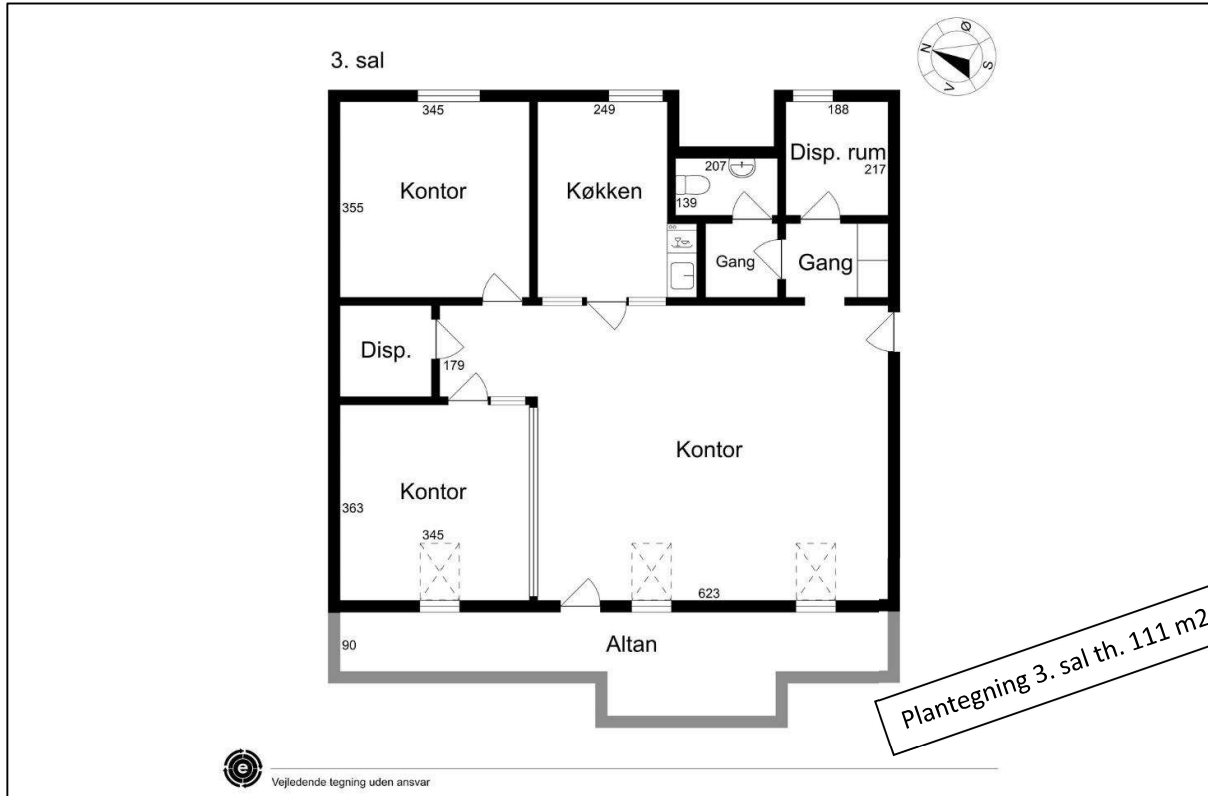 3. sal
N
Ø
S
V
345
249
188
Disp. rum
217
207
139
Kontor
Køkken
355
Gang
Gang
Disp.
179
Kontor
Kontor
363
345
623
90
Altan
Plantegning 3. sal th. 111 m2
e
Vejledende tegning uden ansvar